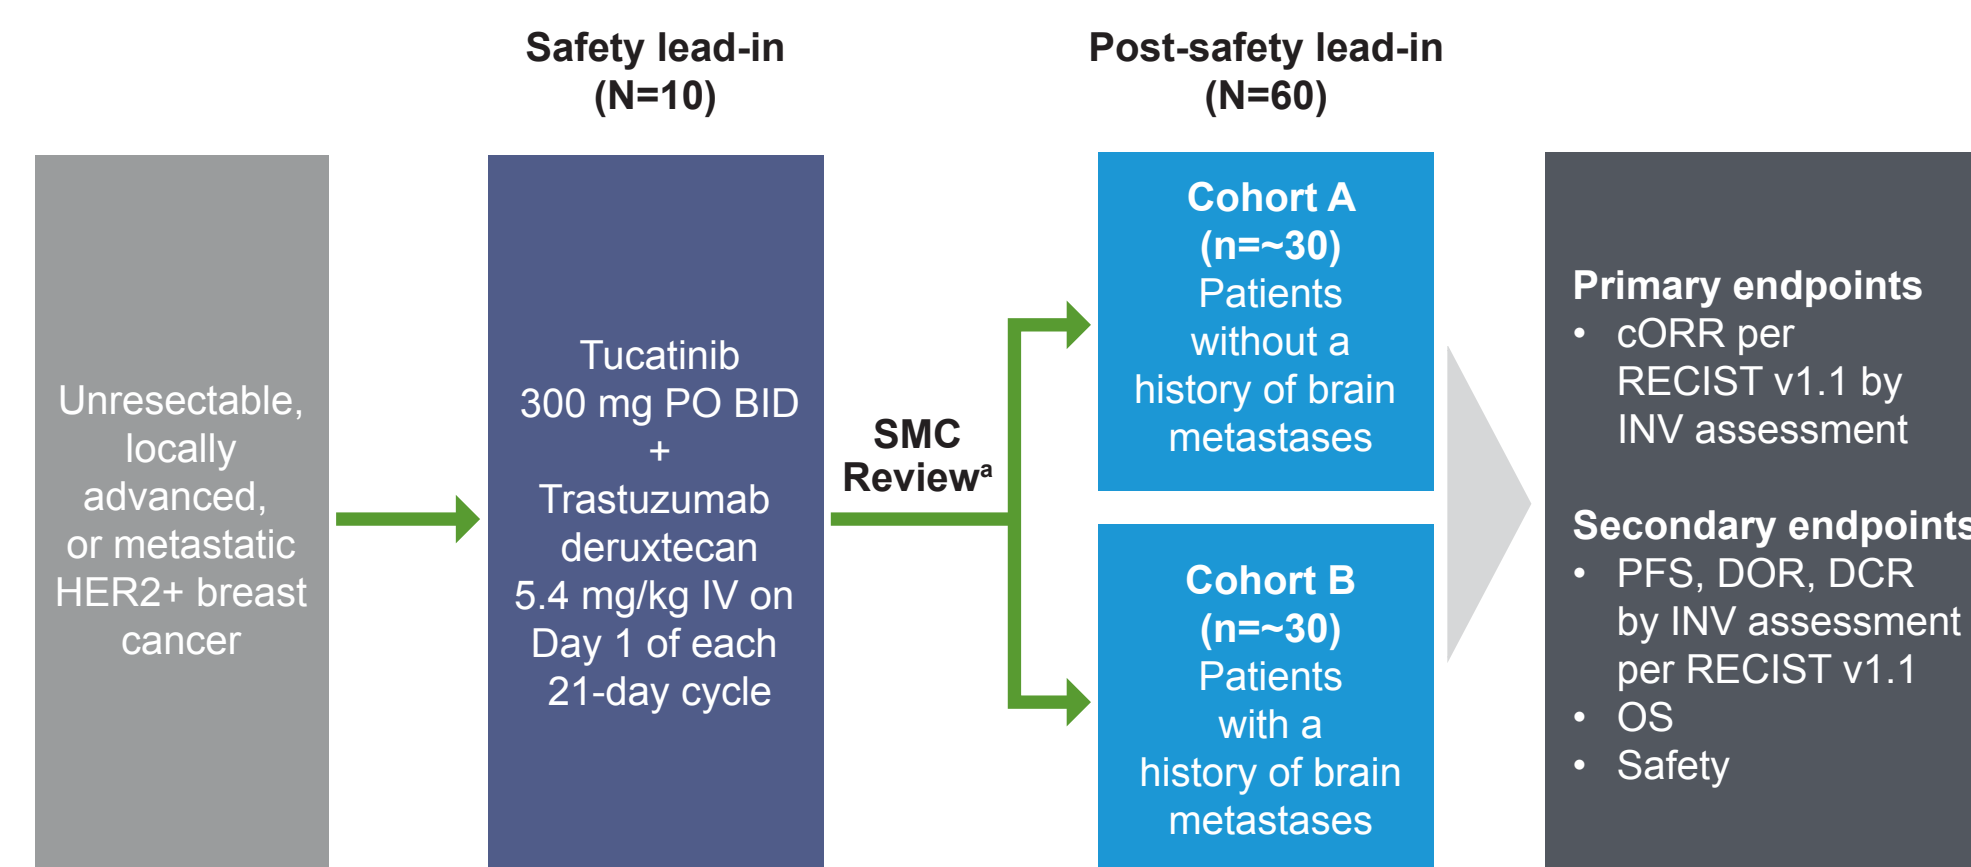 Safety lead-in
(N=10)
Post-safety lead-in
(N=60)
Unresectable,
locally
advanced,
or metastatic
HER2+ breast
cancer
Tucatinib
300 mg PO BID
+
Trastuzumab
deruxtecan
5.4 mg/kg IV on
Day 1 of each
21-day cycle
SMC
Reviewᵃ
Cohort A
(n=~30)
Patients
without a
history of brain
metastases
Cohort B
(n=~30)
Patients
with a
history of brain
metastases
Primary endpoints
• cORR per
RECIST v1.1 by
INV assessment
Secondary endpoints
• PFS, DOR, DCR
by INV assessment
per RECIST v1.1
• OS
• Safety